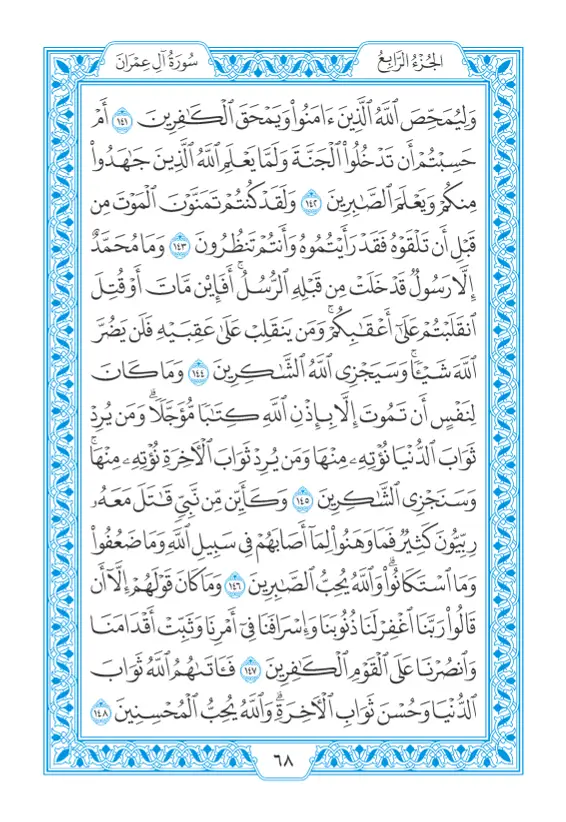 الجُزْءُ الرَّابِعُ
سُورَةُ آلِ عِمْرَانَ
وَلِيُمَحِّصَ ٱللَّهُ ٱلَّذِينَ ءَامَنُوا۟ وَيَمْحَقَ ٱلْكَـٰفِرِينَ ١٤١ أَمْ
حَسِبْتُمْ أَن تَدْخُلُوا۟ ٱلْجَنَّةَ وَلَمَّا يَعْلَمِ ٱللَّهُ ٱلَّذِينَ جَـٰهَدُوا۟
مِنكُمْ وَيَعْلَمَ ٱلصَّـٰبِرِينَ ١٤٢ وَلَقَدْ كُنتُمْ تَمَنَّوْنَ ٱلْمَوْتَ مِن
قَبْلِ أَن تَلْقَوْهُ فَقَدْ رَأَيْتُمُوهُ وَأَنتُمْ تَنظُرُونَ ١٤٣ وَمَا مُحَمَّدٌ
إِلَّا رَسُولٌ قَدْ خَلَتْ مِن قَبْلِهِ ٱلرُّسُلُ ۚ أَفَإِي۟ن مَّاتَ أَوْ قُتِلَ
ٱنقَلَبْتُمْ عَلَىٰٓ أَعْقَـٰبِكُمْ ۚ وَمَن يَنقَلِبْ عَلَىٰ عَقِبَيْهِ فَلَن يَضُرَّ
ٱللَّهَ شَيْـًٔا ۗ وَسَيَجْزِى ٱللَّهُ ٱلشَّـٰكِرِينَ ١٤٤ وَمَا كَانَ
لِنَفْسٍ أَن تَمُوتَ إِلَّا بِإِذْنِ ٱللَّهِ كِتَـٰبًا مُّؤَجَّلًا ۗ وَمَن يُرِدْ
ثَوَابَ ٱلدُّنْيَا نُؤْتِهِۦ مِنْهَا وَمَن يُرِدْ ثَوَابَ ٱلْـَٔاخِرَةِ نُؤْتِهِۦ مِنْهَا ۚ
وَسَنَجْزِى ٱلشَّـٰكِرِينَ ١٤٥ وَكَأَيِّن مِّن نَّبِىٍّ قَـٰتَلَ مَعَهُۥ
رِبِّيُّونَ كَثِيرٌ فَمَا وَهَنُوا۟ لِمَآ أَصَابَهُمْ فِى سَبِيلِ ٱللَّهِ وَمَا ضَعُفُوا۟
وَمَا ٱسْتَكَانُوا۟ ۗ وَٱللَّهُ يُحِبُّ ٱلصَّـٰبِرِينَ ١٤٦ وَمَا كَانَ قَوْلَهُمْ إِلَّآ أَن
قَالُوا۟ رَبَّنَا ٱغْفِرْ لَنَا ذُنُوبَنَا وَإِسْرَافَنَا فِىٓ أَمْرِنَا وَثَبِّتْ أَقْدَامَنَا
وَٱنصُرْنَا عَلَى ٱلْقَوْمِ ٱلْكَـٰفِرِينَ ١٤٧ فَـَٔاتَىٰهُمُ ٱللَّهُ ثَوَابَ
ٱلدُّنْيَا وَحُسْنَ ثَوَابِ ٱلْـَٔاخِرَةِ ۗ وَٱللَّهُ يُحِبُّ ٱلْمُحْسِنِينَ ١٤٨
٦٨